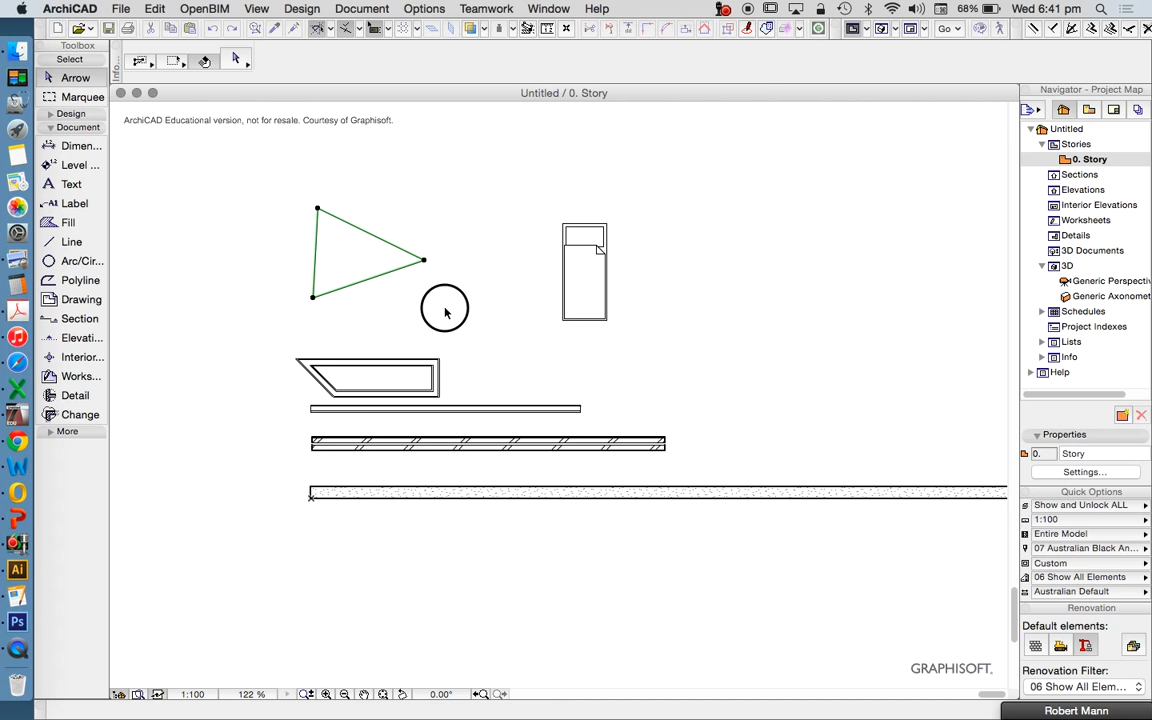 ArchiCAD File Edit OpenBIM View Design Document Options Teamwork Window Help 68% Wed 6:41 pm
Toolbox
Select
Arrow
Marquee
Design
Document
Dimen...
Level ...
Text
Label
Fill
Line
Arc/Cir...
Polyline
Drawing
Section
Elevati...
Interior...
Works...
Detail
Change
More
Info...
Go
Untitled / 0. Story
ArchiCAD Educational version, not for resale. Courtesy of Graphisoft.
GRAPHISOFT.
1:100 122 % 0.00°
Navigator - Project Map
Untitled
Stories
0. Story
Sections
Elevations
Interior Elevations
Worksheets
Details
3D Documents
3D
Generic Perspecti
Generic Axonomet
Schedules
Project Indexes
Lists
Info
Help
Properties
0. Story
Settings...
Quick Options
Show and Unlock ALL
1:100
Entire Model
07 Australian Black An...
Custom
06 Show All Elements
Australian Default
Renovation
Default elements:
Renovation Filter:
06 Show All Elem...
Robert Mann